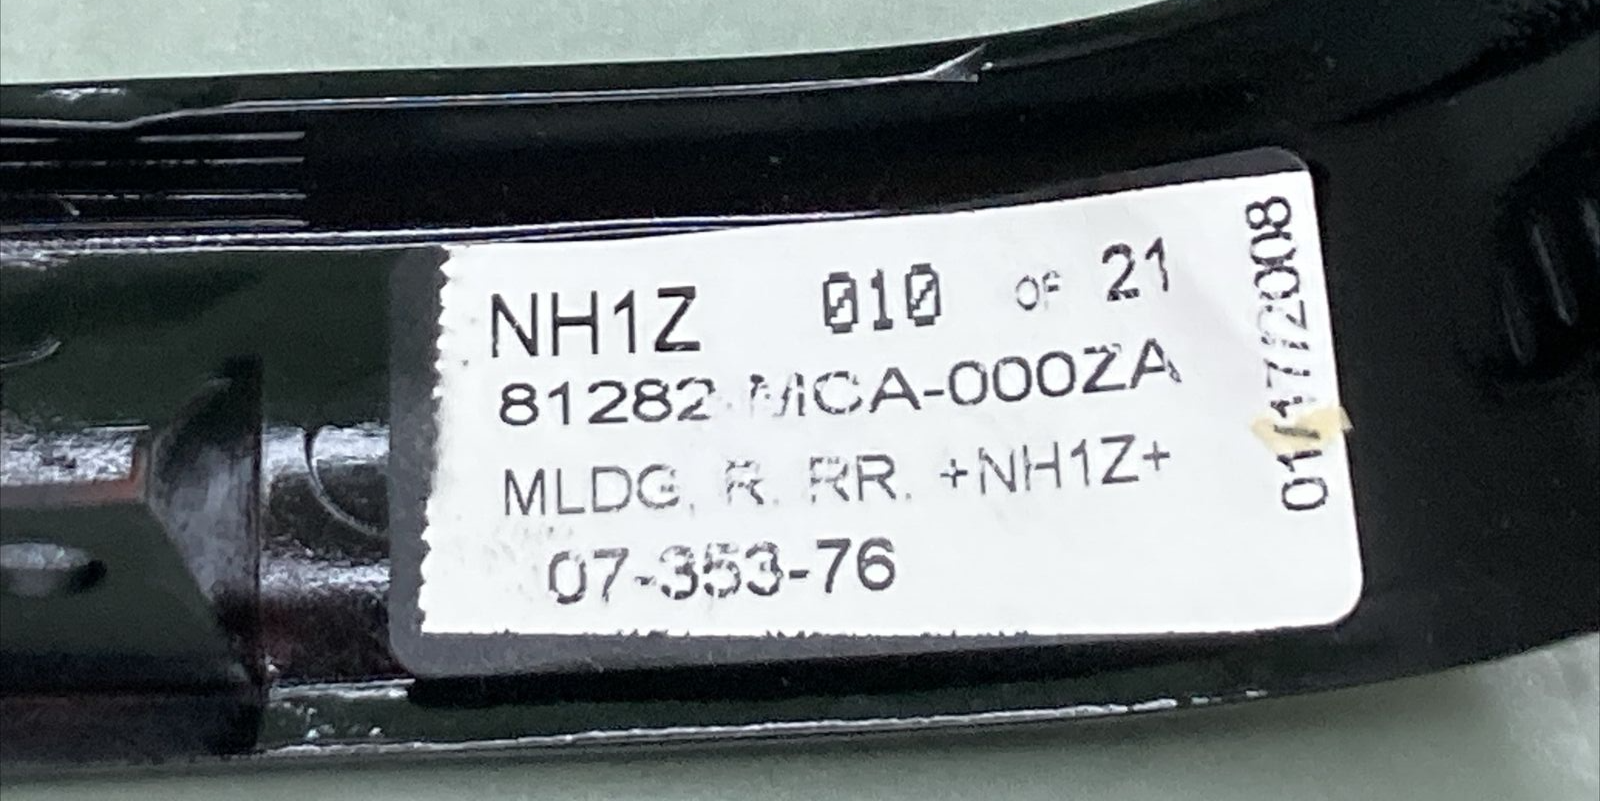 NH1Z 010 OF 21
81282-MCA-000ZA
MLDG, R. RR. +NH1Z+
07-353-76
01/17/2008